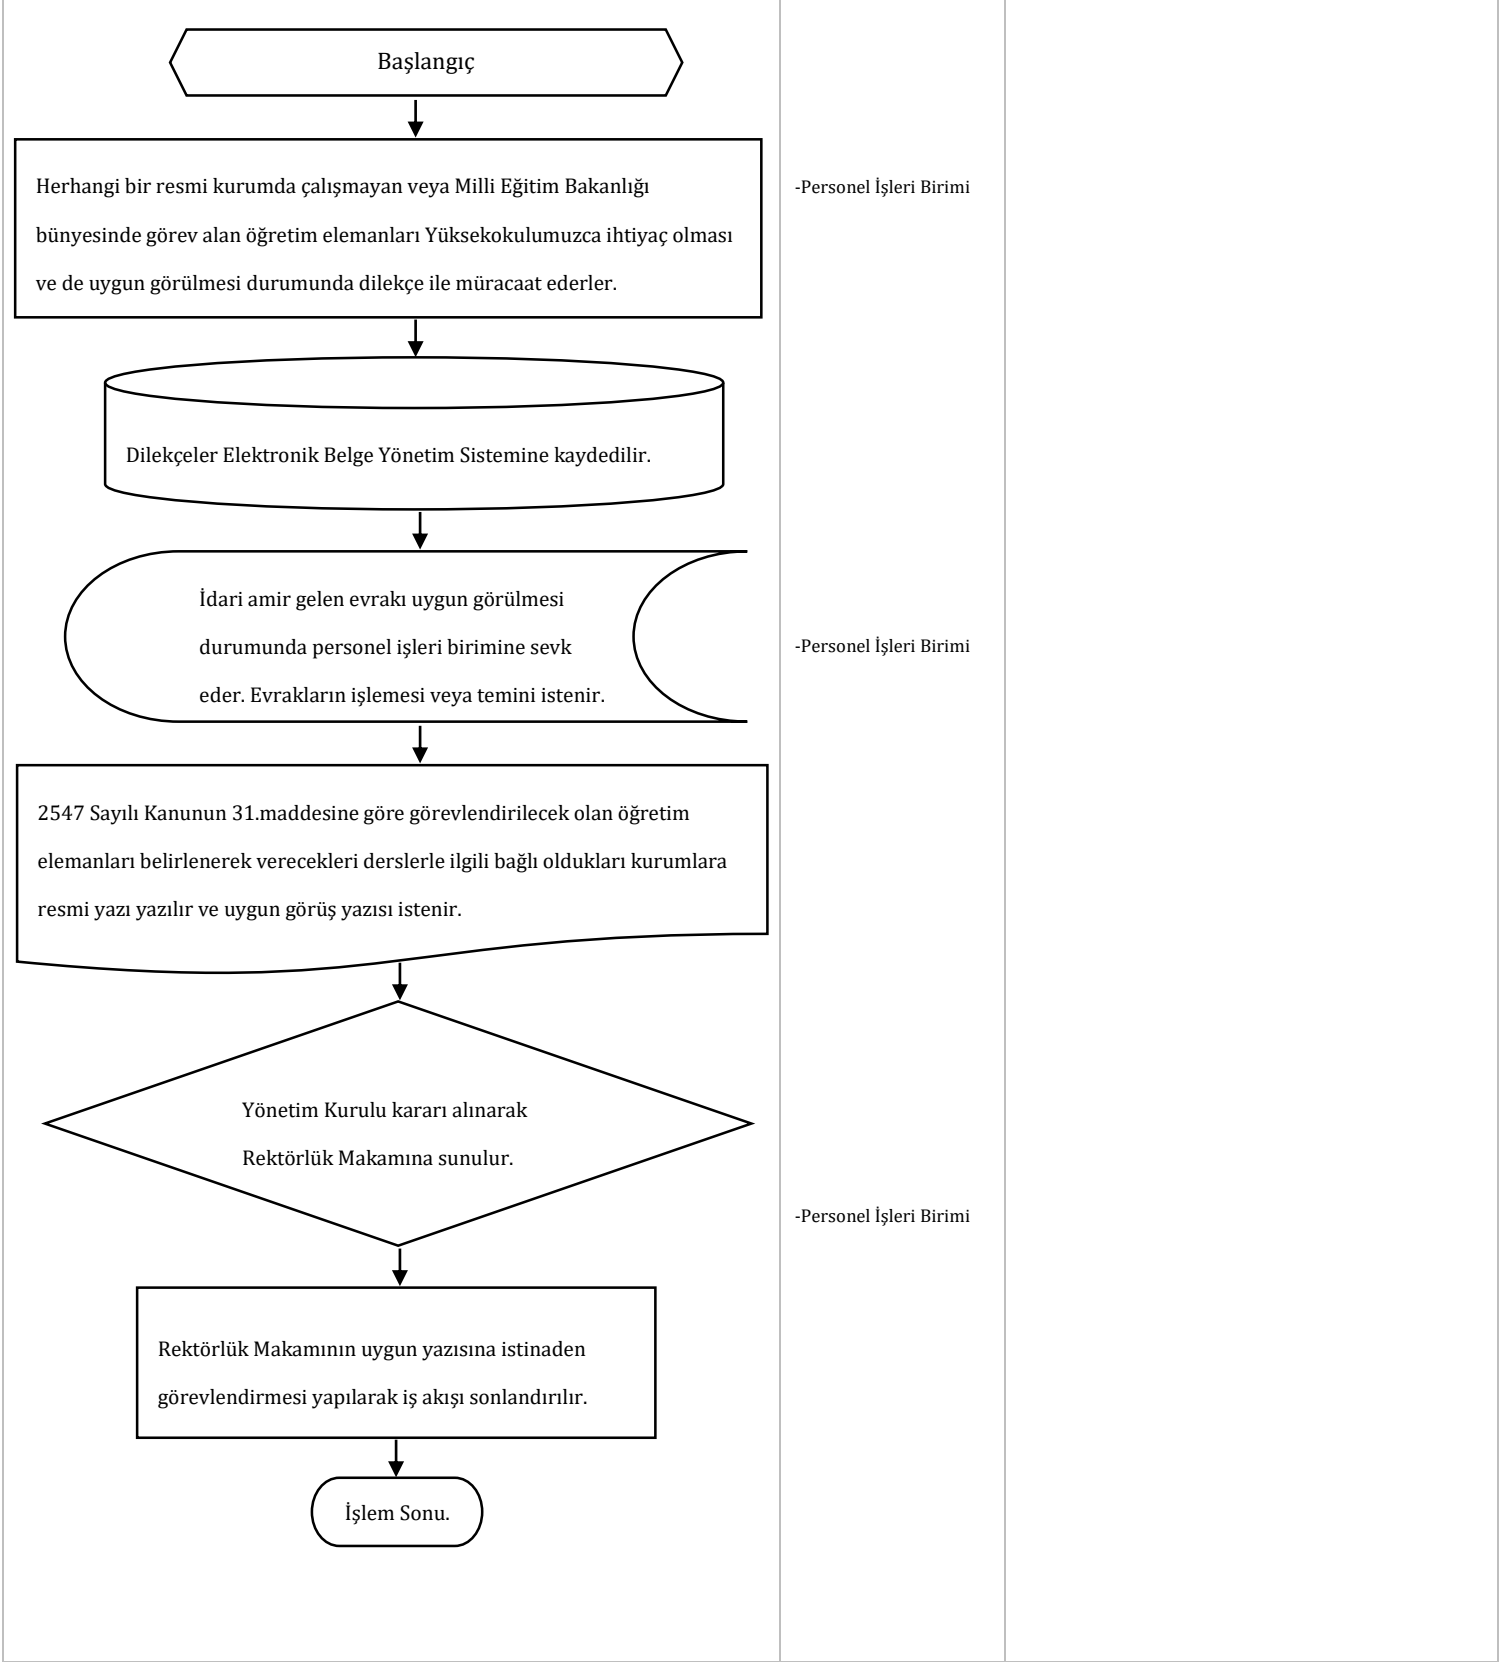 Başlangıç
Herhangi bir resmi kurumda çalışmayan veya Milli Eğitim Bakanlığı
bünyesinde görev alan öğretim elemanları Yüksekokulumuzca ihtiyaç olması
ve de uygun görülmesi durumunda dilekçe ile müracaat ederler.
-Personel İşleri Birimi
Dilekçeler Elektronik Belge Yönetim Sistemine kaydedilir.
İdari amir gelen evrakı uygun görülmesi
durumunda personel işleri birimine sevk
eder. Evrakların işlemesi veya temini istenir.
-Personel İşleri Birimi
2547 Sayılı Kanunun 31.maddesine göre görevlendirilecek olan öğretim
elemanları belirlenerek verecekleri derslerle ilgili bağlı oldukları kurumlara
resmi yazı yazılır ve uygun görüş yazısı istenir.
Yönetim Kurulu kararı alınarak
Rektörlük Makamına sunulur.
-Personel İşleri Birimi
Rektörlük Makamının uygun yazısına istinaden
görevlendirmesi yapılarak iş akışı sonlandırılır.
İşlem Sonu.